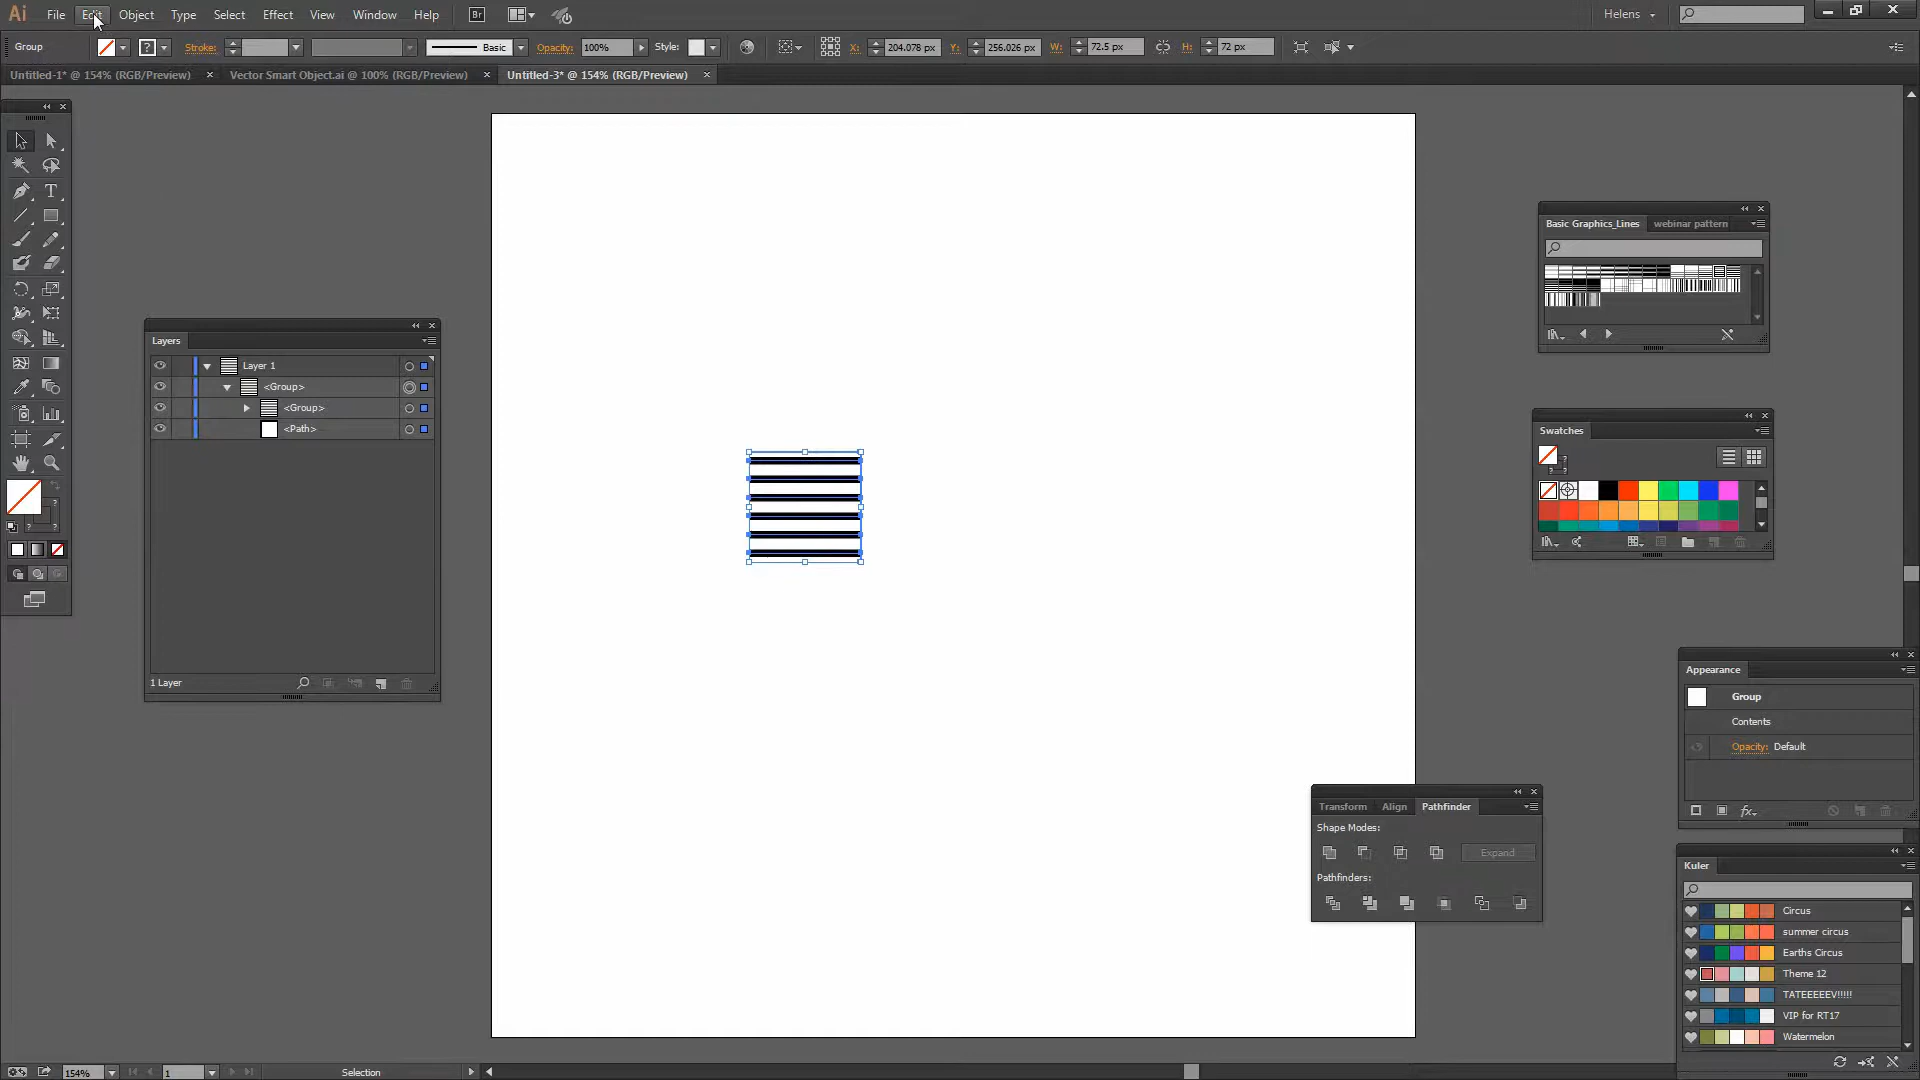 Ai File Edit Object Type Select Effect View Window Help Br Helens
Group ? Stroke: Basic Opacity: 100% Style: X: 204.078 px Y: 256.026 px W: 72.5 px H: 72 px
Untitled-1* @ 154% (RGB/Preview) Vector Smart Object.ai @ 100% (RGB/Preview) Untitled-3* @ 154% (RGB/Preview)
Basic Graphics_Lines webinar pattern
Layers
Layer 1
<Group>
<Group>
<Path>
1 Layer
Swatches
Appearance
Group
Contents
Opacity: Default
Transform Align Pathfinder
Shape Modes:
Expand
Pathfinders:
Kuler
Circus
summer circus
Earths Circus
Theme 12
TATEEEEEV!!!!!
VIP for RT17
Watermelon
154% 1 Selection